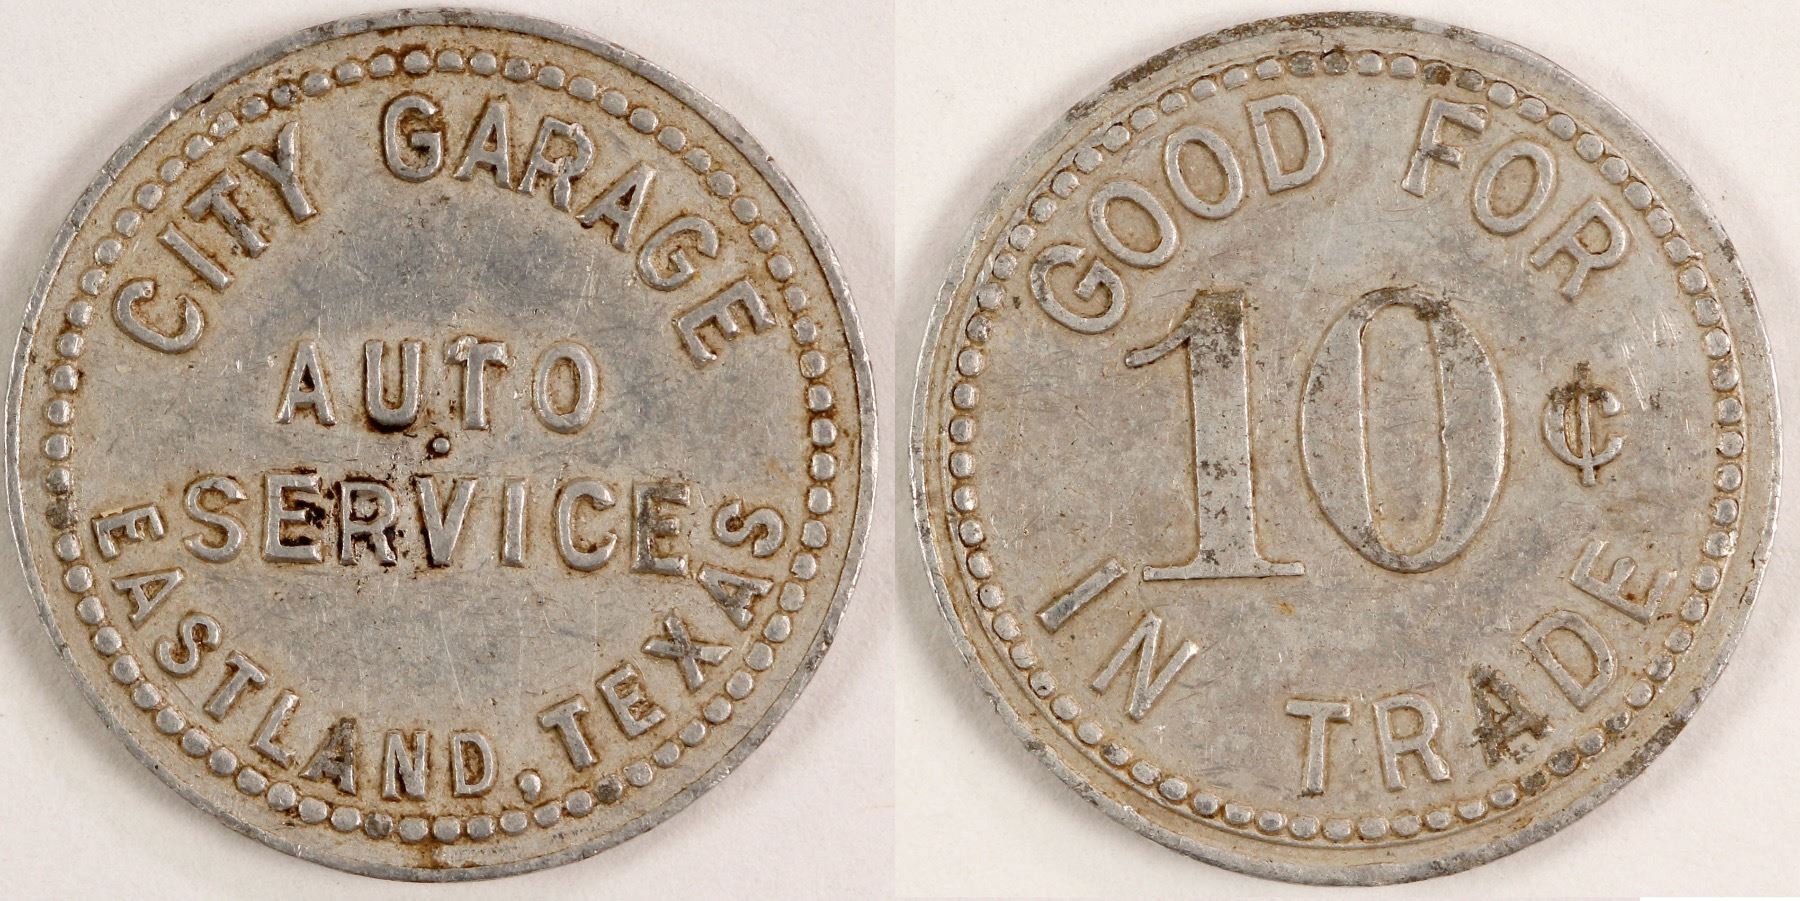 CITY GARAGE
AUTO
SERVICE
EASTLAND, TEXAS
GOOD FOR
10¢
IN TRADE